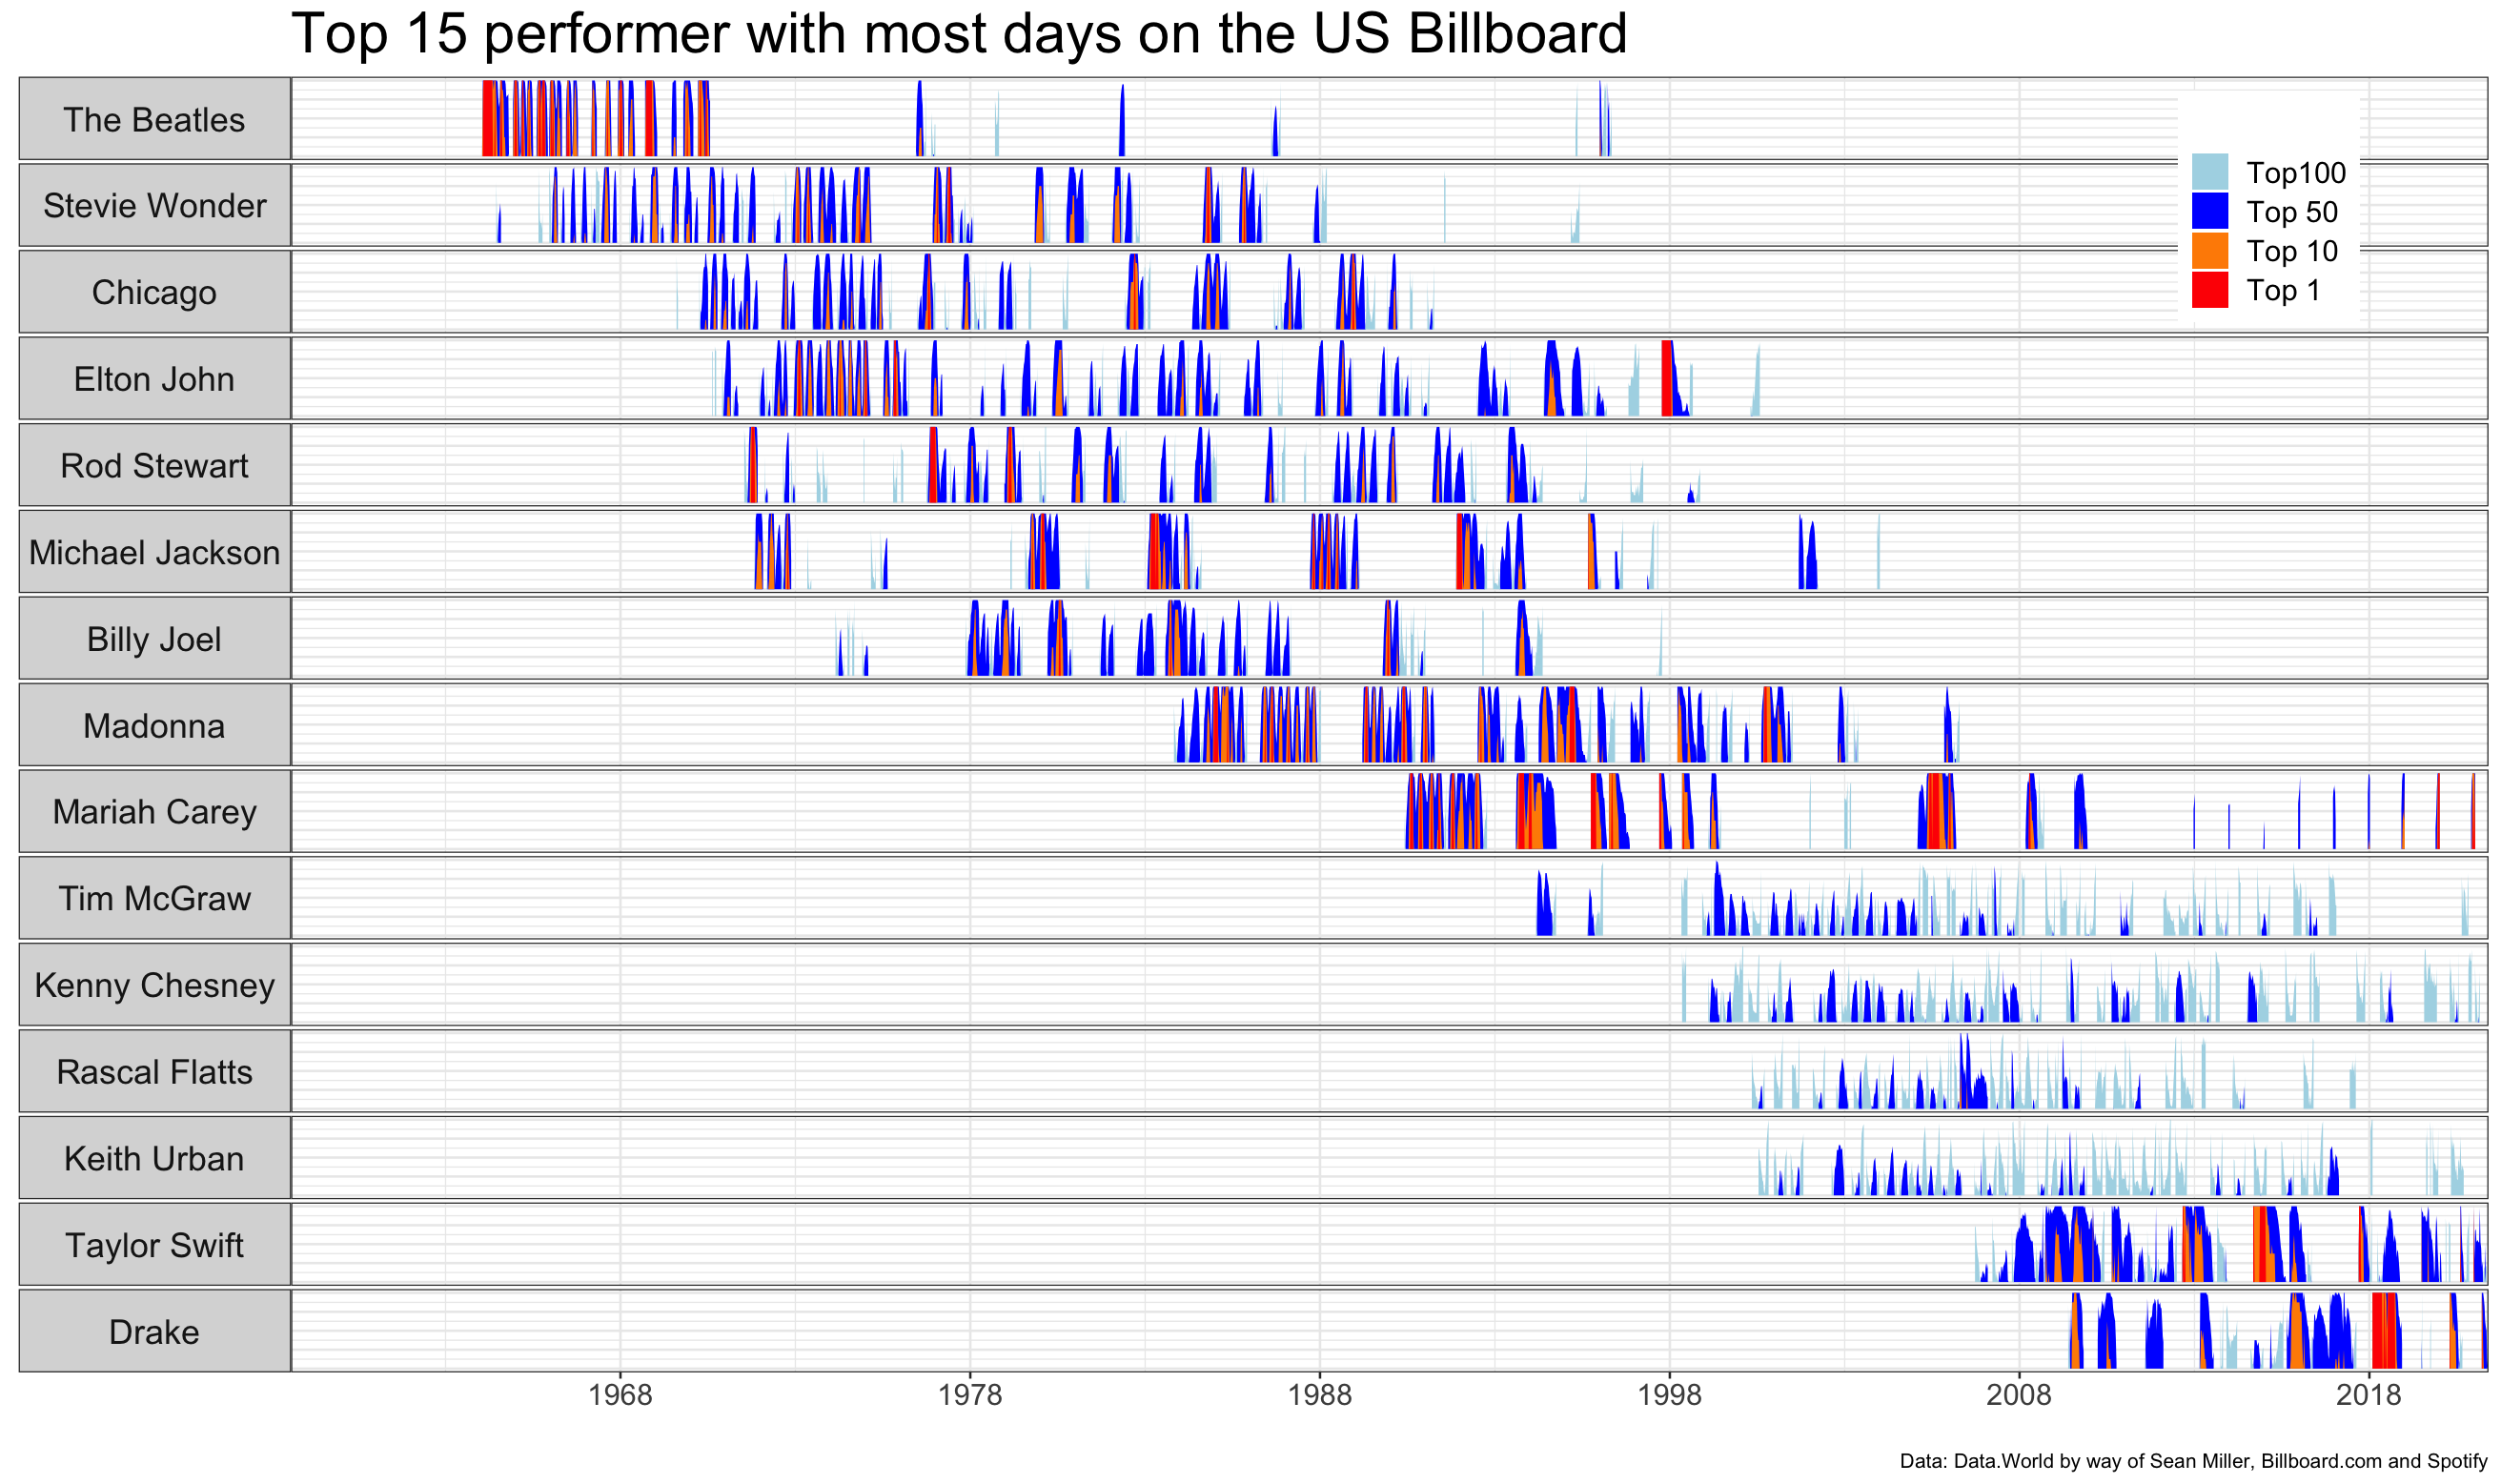 Top 15 performer with most days on the US Billboard
The Beatles
Stevie Wonder
Chicago
Elton John
Rod Stewart
Michael Jackson
Billy Joel
Madonna
Mariah Carey
Tim McGraw
Kenny Chesney
Rascal Flatts
Keith Urban
Taylor Swift
Drake
Top100
Top 50
Top 10
Top 1
1968 1978 1988 1998 2008 2018
Data: Data.World by way of Sean Miller, Billboard.com and Spotify